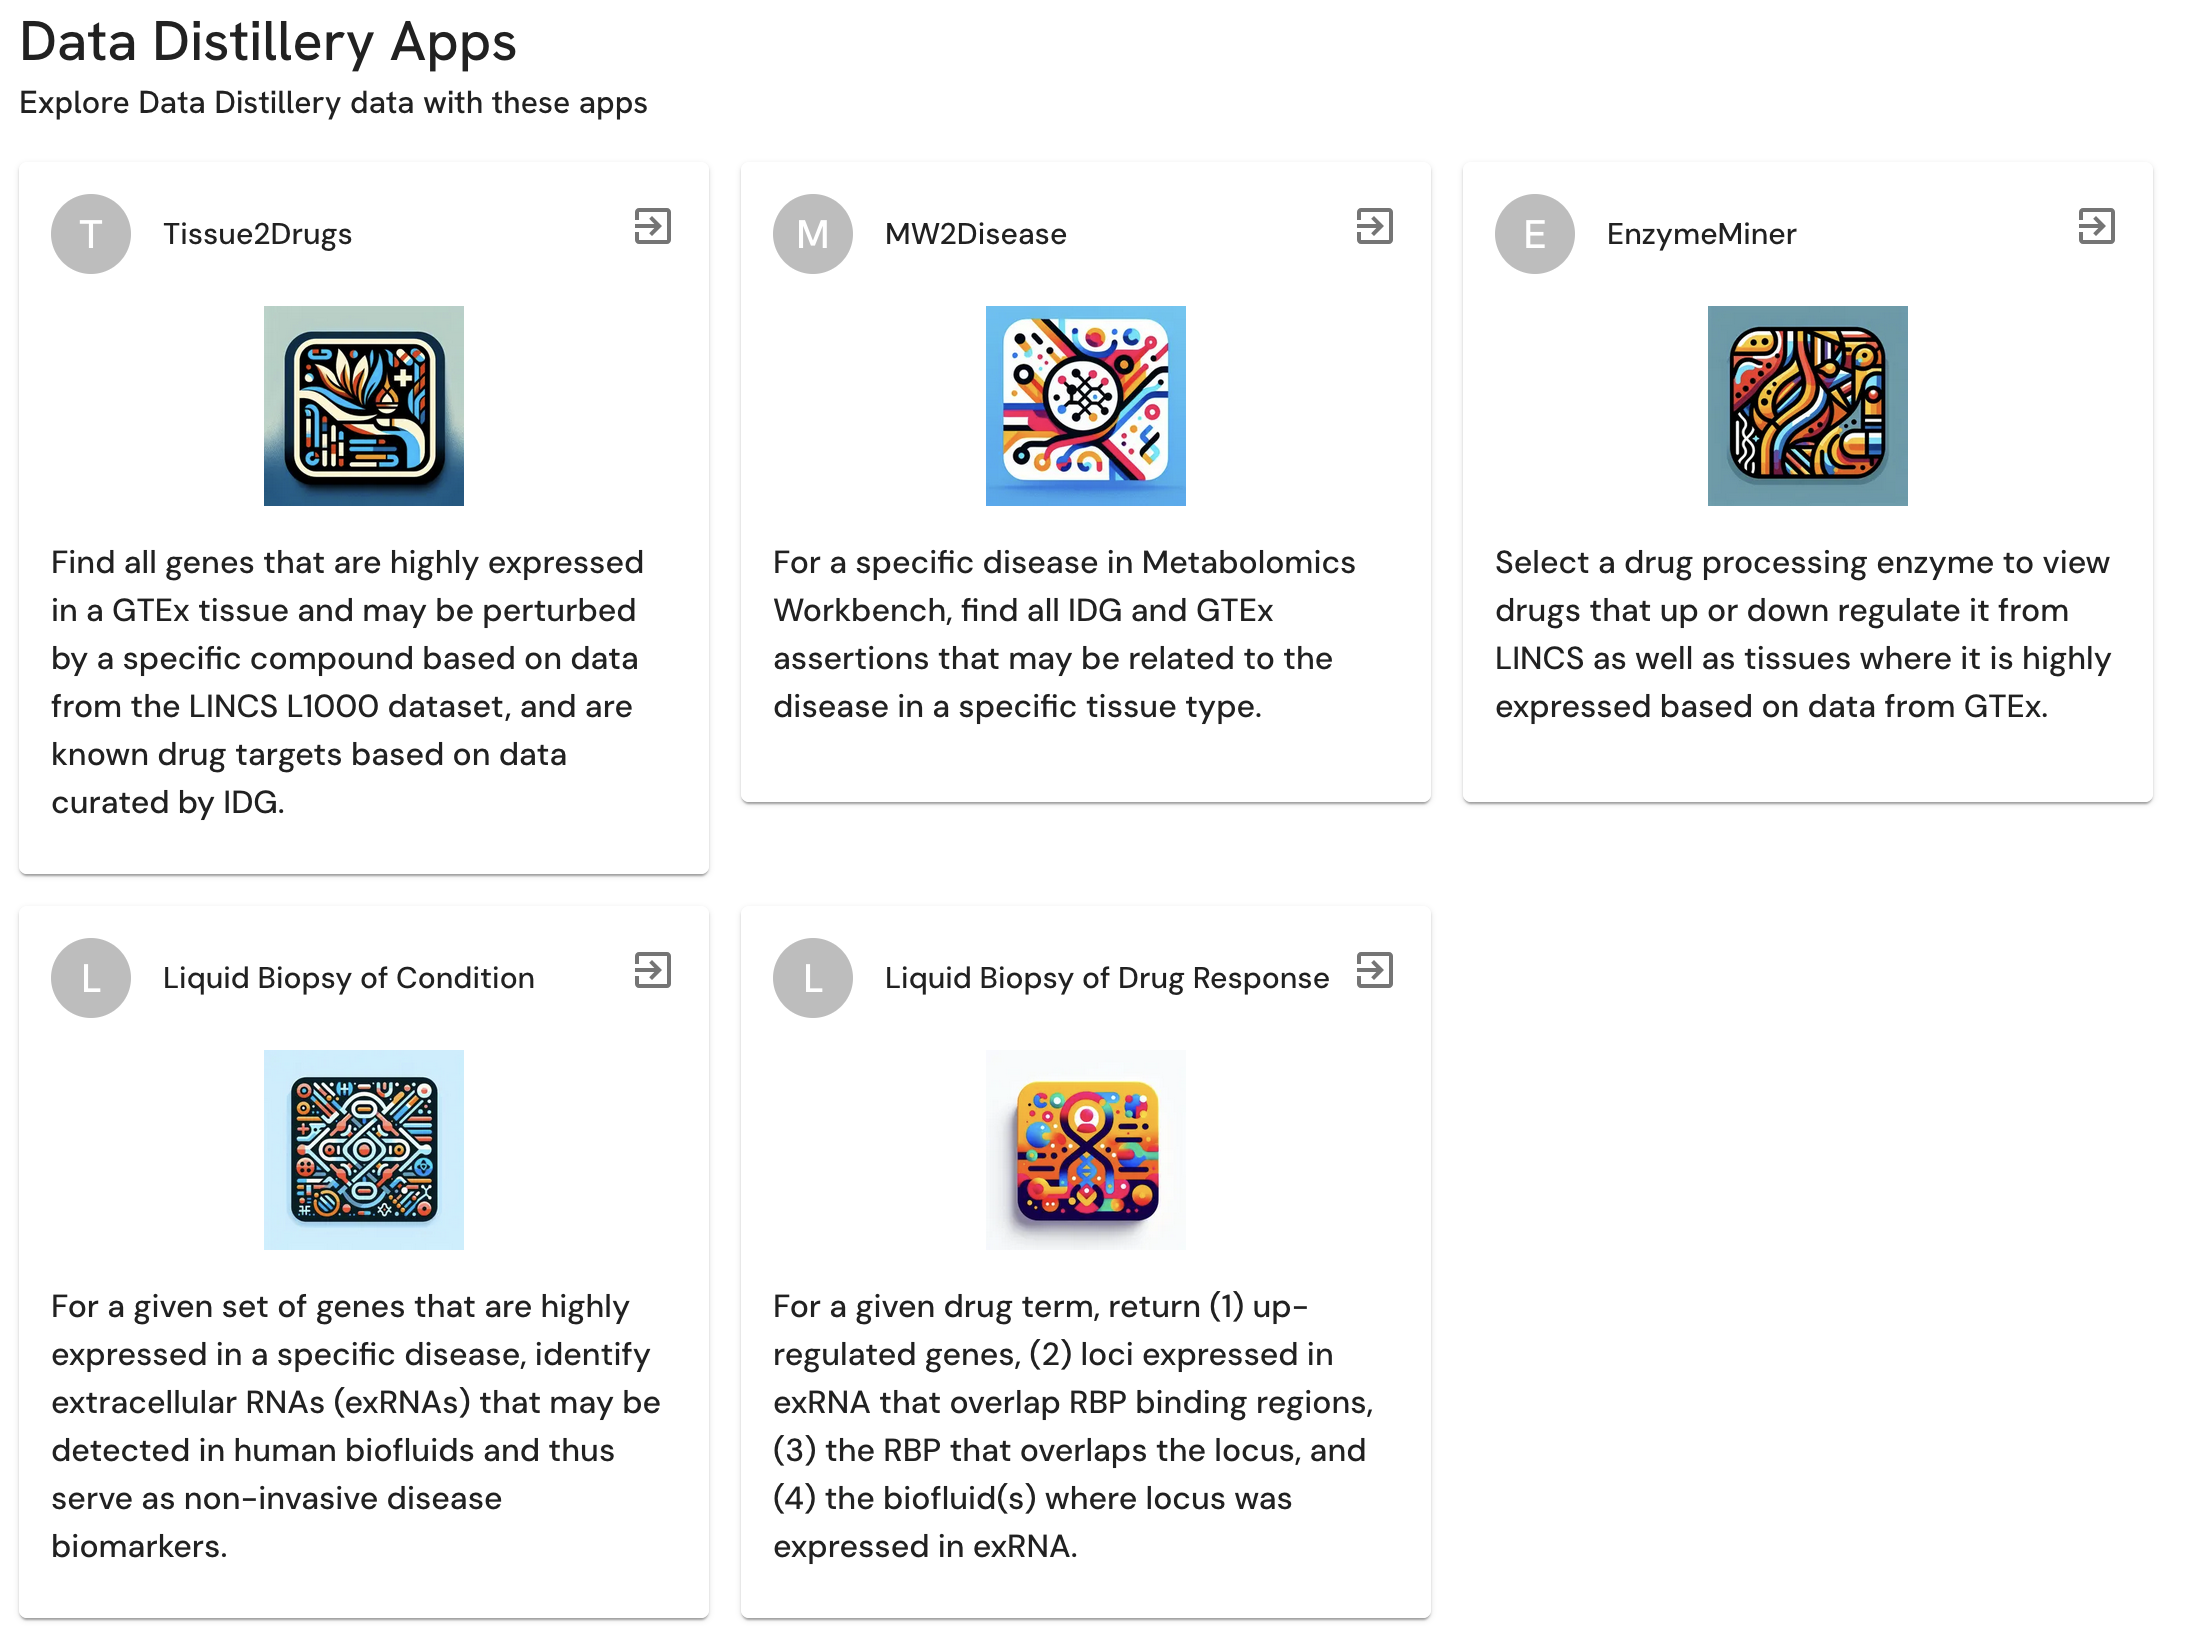 Data Distillery Apps
Explore Data Distillery data with these apps
T
Tissue2Drugs
Find all genes that are highly expressed
in a GTEx tissue and may be perturbed
by a specific compound based on data
from the LINCS L1000 dataset, and are
known drug targets based on data
curated by IDG.
M
MW2Disease
For a specific disease in Metabolomics
Workbench, find all IDG and GTEx
assertions that may be related to the
disease in a specific tissue type.
E
EnzymeMiner
Select a drug processing enzyme to view
drugs that up or down regulate it from
LINCS as well as tissues where it is highly
expressed based on data from GTEx.
L
Liquid Biopsy of Condition
For a given set of genes that are highly
expressed in a specific disease, identify
extracellular RNAs (exRNAs) that may be
detected in human biofluids and thus
serve as non-invasive disease
biomarkers.
L
Liquid Biopsy of Drug Response
For a given drug term, return (1) up-
regulated genes, (2) loci expressed in
exRNA that overlap RBP binding regions,
(3) the RBP that overlaps the locus, and
(4) the biofluid(s) where locus was
expressed in exRNA.